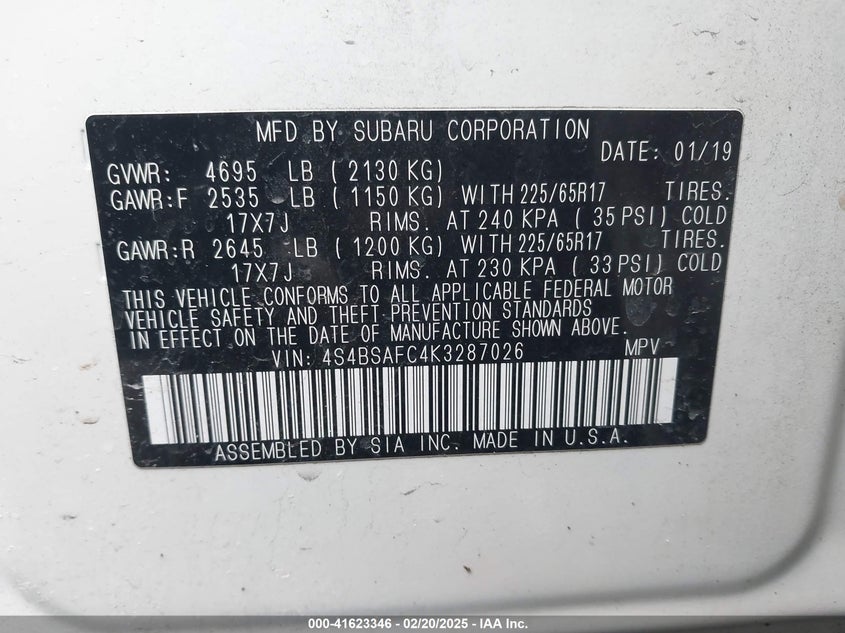 MFD BY SUBARU CORPORATION
DATE: 01/19
GVWR: 4695 LB ( 2130 KG)
GAWR:F 2535 LB ( 1150 KG) WITH 225/65R17 TIRES.
17X7J RIMS. AT 240 KPA ( 35 PSI) COLD
GAWR:R 2645 LB ( 1200 KG) WITH 225/65R17 TIRES.
17X7J RIMS. AT 230 KPA ( 33 PSI) COLD
THIS VEHICLE CONFORMS TO ALL APPLICABLE FEDERAL MOTOR
VEHICLE SAFETY AND THEFT PREVENTION STANDARDS
IN EFFECT ON THE DATE OF MANUFACTURE SHOWN ABOVE.
VIN: 4S4BSAFC4K3287026 MPV
ASSEMBLED BY SIA INC. MADE IN U.S.A.
000-41623346 - 02/20/2025 - IAA Inc.